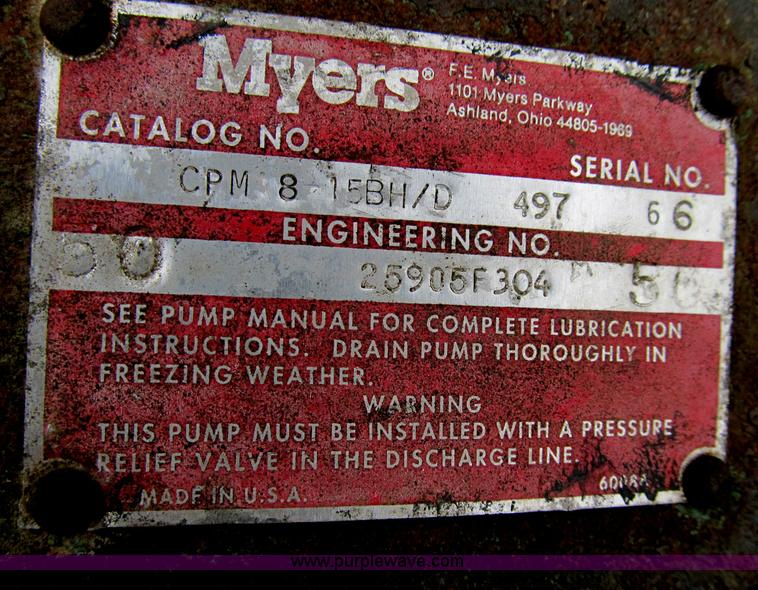 Myers®
F.E. Myers
1101 Myers Parkway
Ashland, Ohio 44805-1969
CATALOG NO.
SERIAL NO.
CPM 8 15BH/D 497 66
ENGINEERING NO.
50 25905F304 50
SEE PUMP MANUAL FOR COMPLETE LUBRICATION
INSTRUCTIONS. DRAIN PUMP THOROUGHLY IN
FREEZING WEATHER.
WARNING
THIS PUMP MUST BE INSTALLED WITH A PRESSURE
RELIEF VALVE IN THE DISCHARGE LINE.
MADE IN U.S.A.
www.purplewave.com